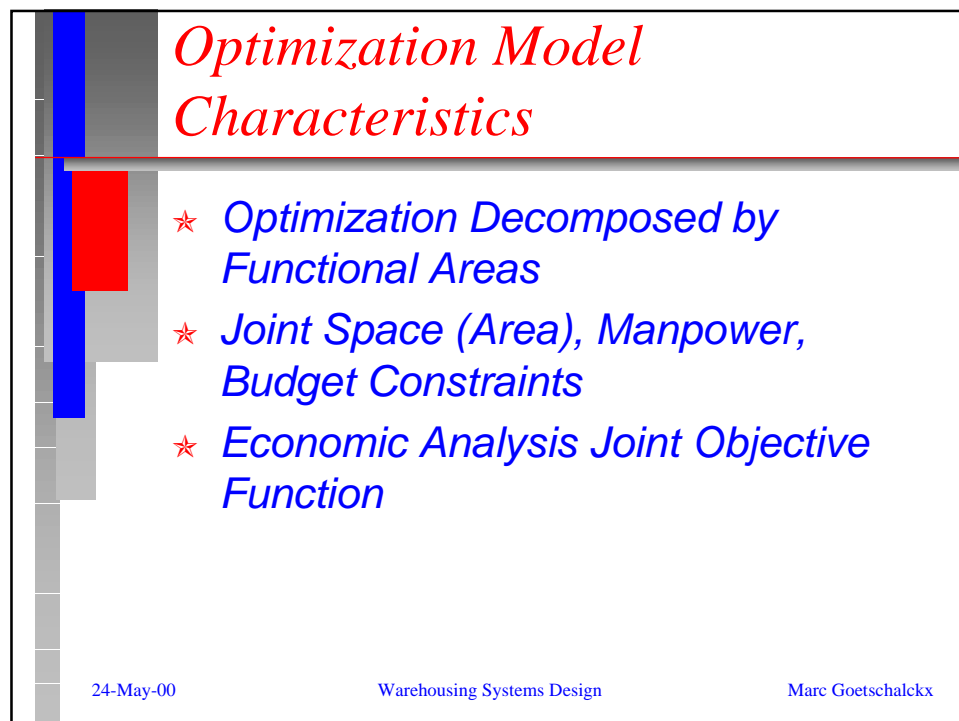 Optimization Model
Characteristics
Optimization Decomposed by
Functional Areas
Joint Space (Area), Manpower,
Budget Constraints
Economic Analysis Joint Objective
Function
24-May-00
Warehousing Systems Design
Marc Goetschalckx